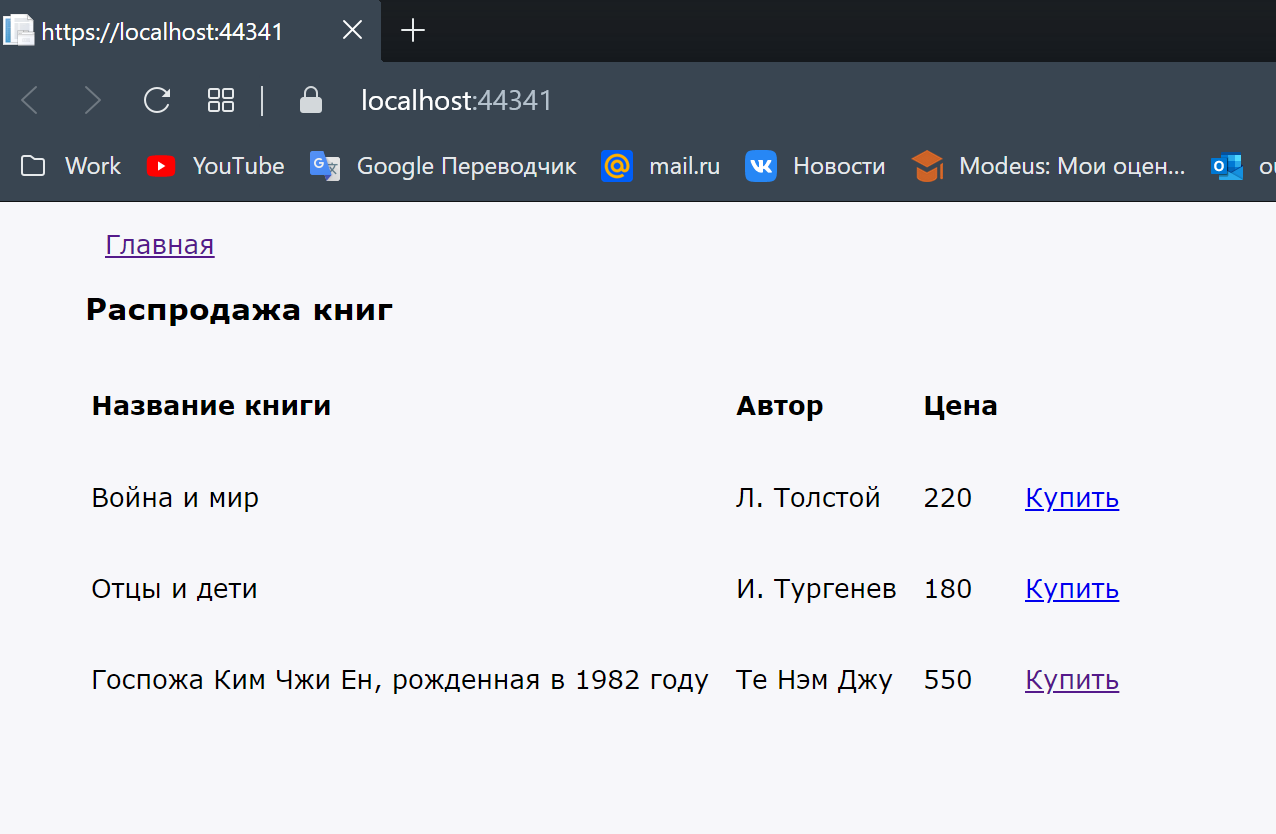 https://localhost:44341
localhost:44341
Work YouTube Google Переводчик mail.ru Новости Modeus: Мои оцен...
Главная
Распродажа книг
Название книги Автор Цена
Война и мир Л. Толстой 220 Купить
Отцы и дети И. Тургенев 180 Купить
Госпожа Ким Чжи Ен, рожденная в 1982 году Те Нэм Джу 550 Купить